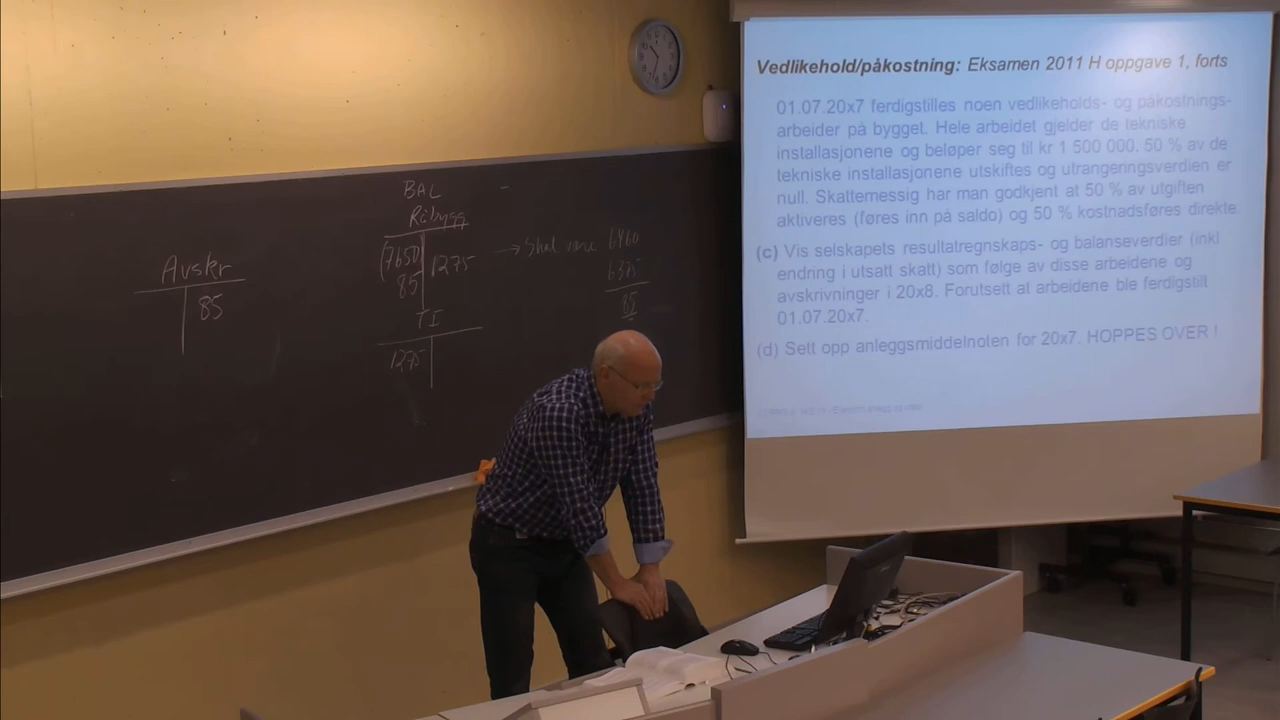 Vedlikehold/påkostning: Eksamen 2011 H oppgave 1, forts
01.07.20x7 ferdigstilles noen vedlikeholds- og påkostnings-
arbeider på bygget. Hele arbeidet gjelder de tekniske
installasjonene og beløper seg til kr 1 500 000. 50 % av de
tekniske installasjonene utskiftes og utrangeringsverdien er
null. Skattemessig har man godkjent at 50 % av utgiften
aktiveres (føres inn på saldo) og 50 % kostnadsføres direkte
(c) Vis selskapets resultatregnskaps- og balanseverdier (inkl
endring i utsatt skatt) som følge av disse arbeidene og
avskrivninger i 20x8. Forutsett at arbeidene ble ferdigstilt
01.07.20x7.
(d) Sett opp anleggsmiddelnoten for 20x7. HOPPES OVER !
BAL
Råbygg
(7650) 1275 → Skal være 6460
85 6375
85
TI
1275
Avskr
85